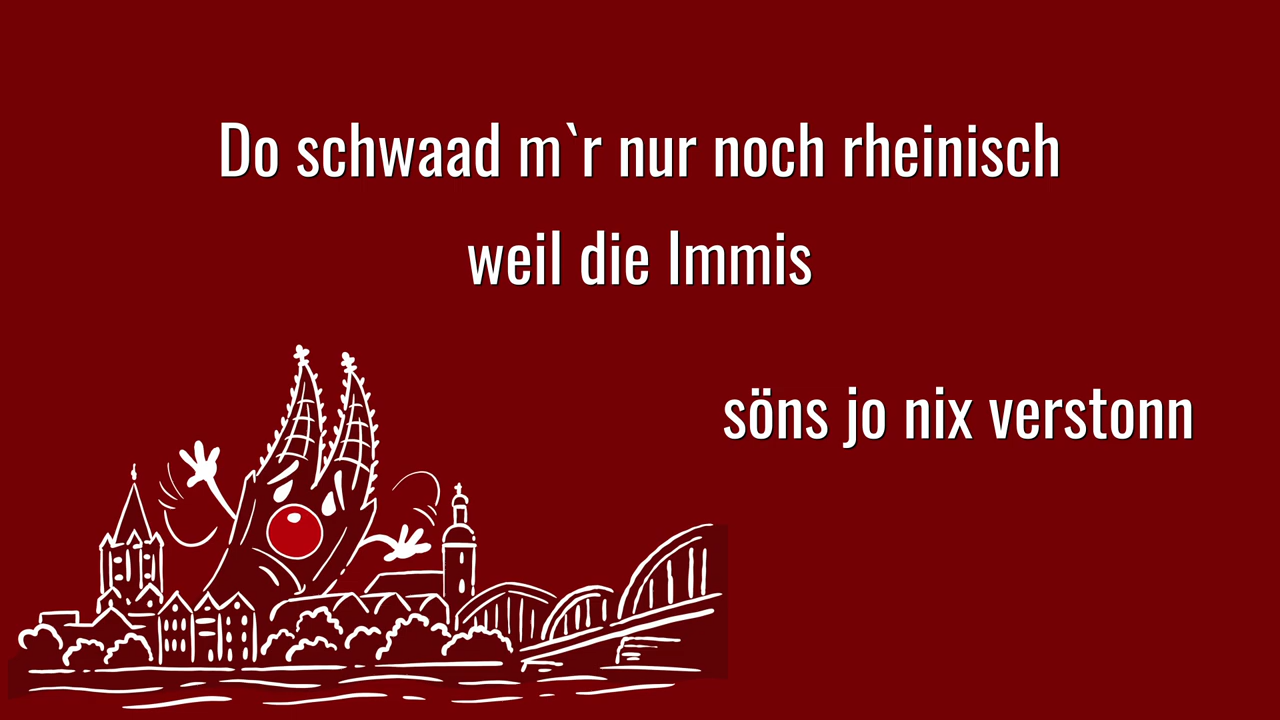 Do schwaad m`r nur noch rheinisch
weil die Immis
söns jo nix verstonn